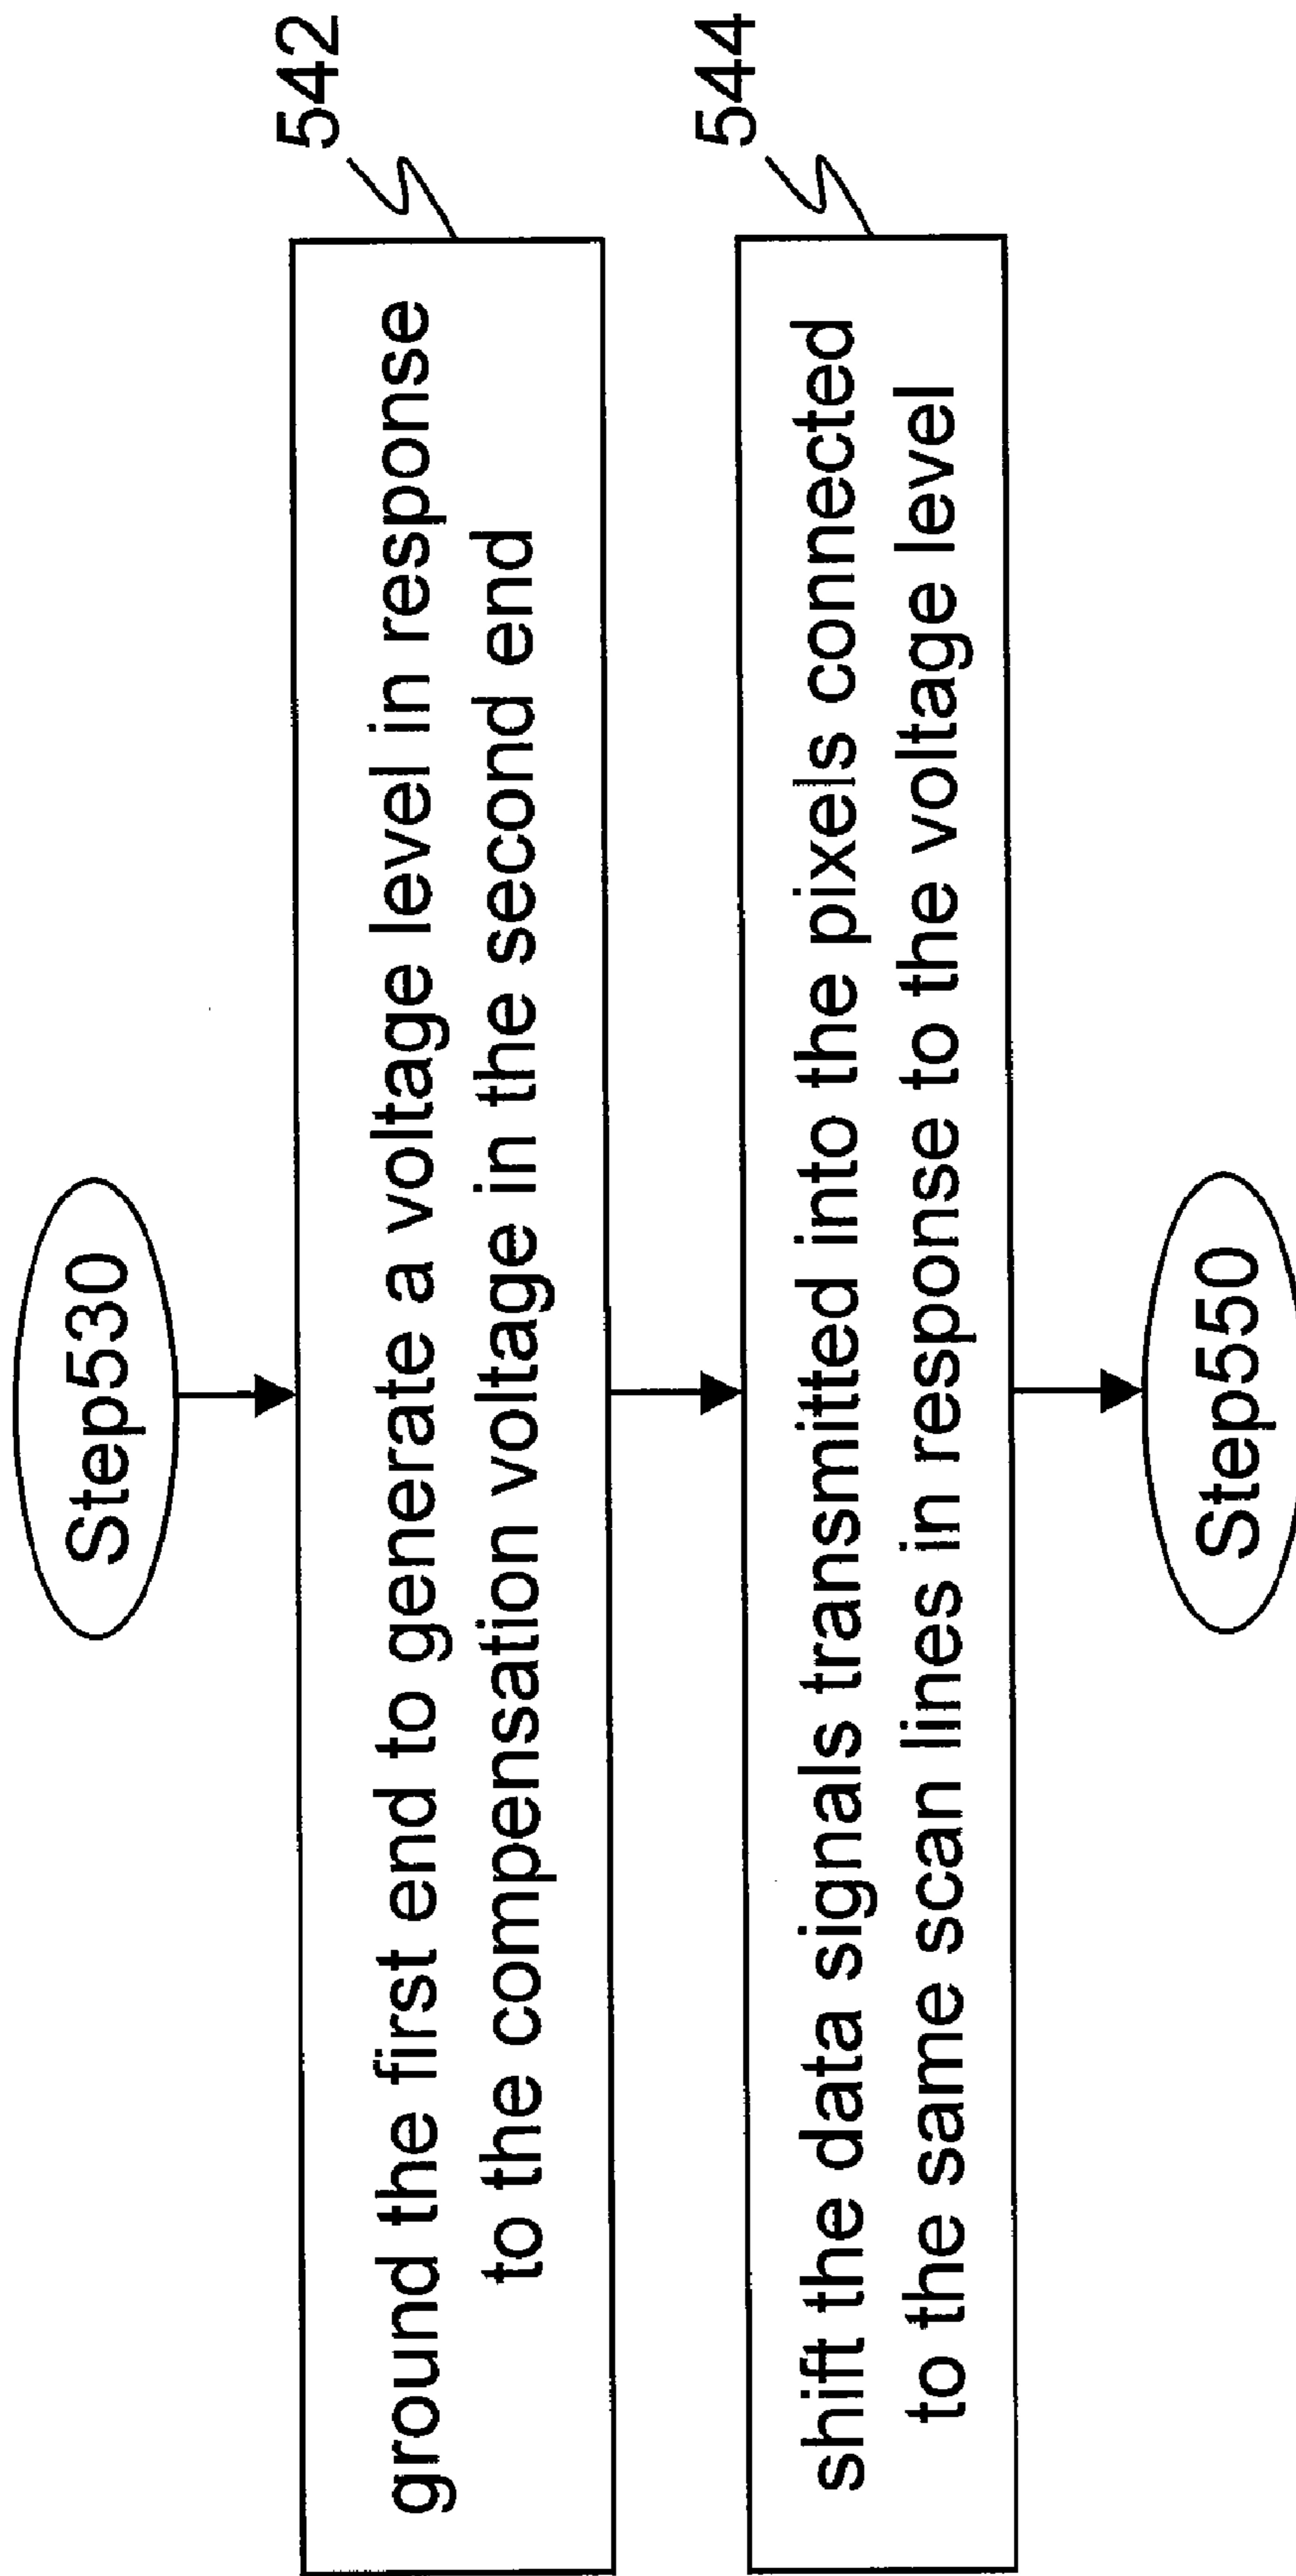 Step530
542
ground the first end to generate a voltage level in response
to the compensation voltage in the second end
544
shift the data signals transmitted into the pixels connected
to the same scan lines in response to the voltage level
Step550